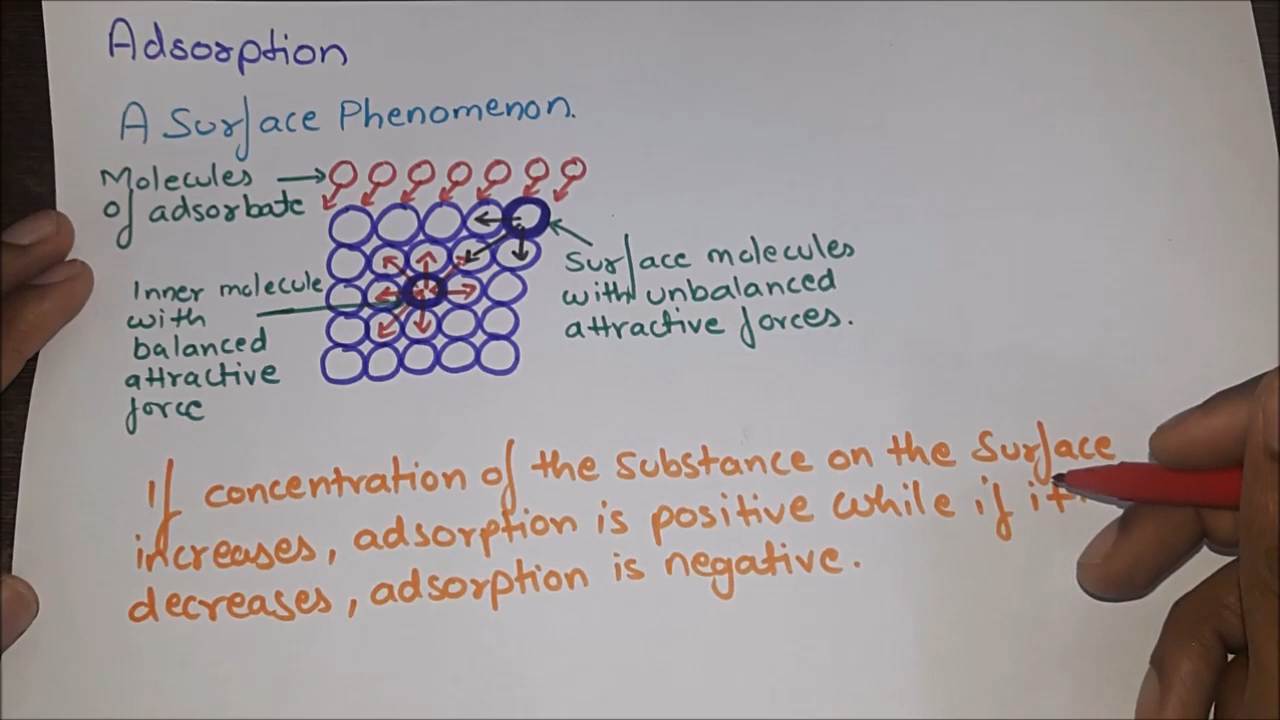 Adsorption
A Surface Phenomenon.
Molecules
of adsorbate
Inner molecule
with
balanced
attractive
force
Surface molecules
with unbalanced
attractive forces.
If concentration of the substance on the Surface
increases, adsorption is positive while if it
decreases, adsorption is negative.